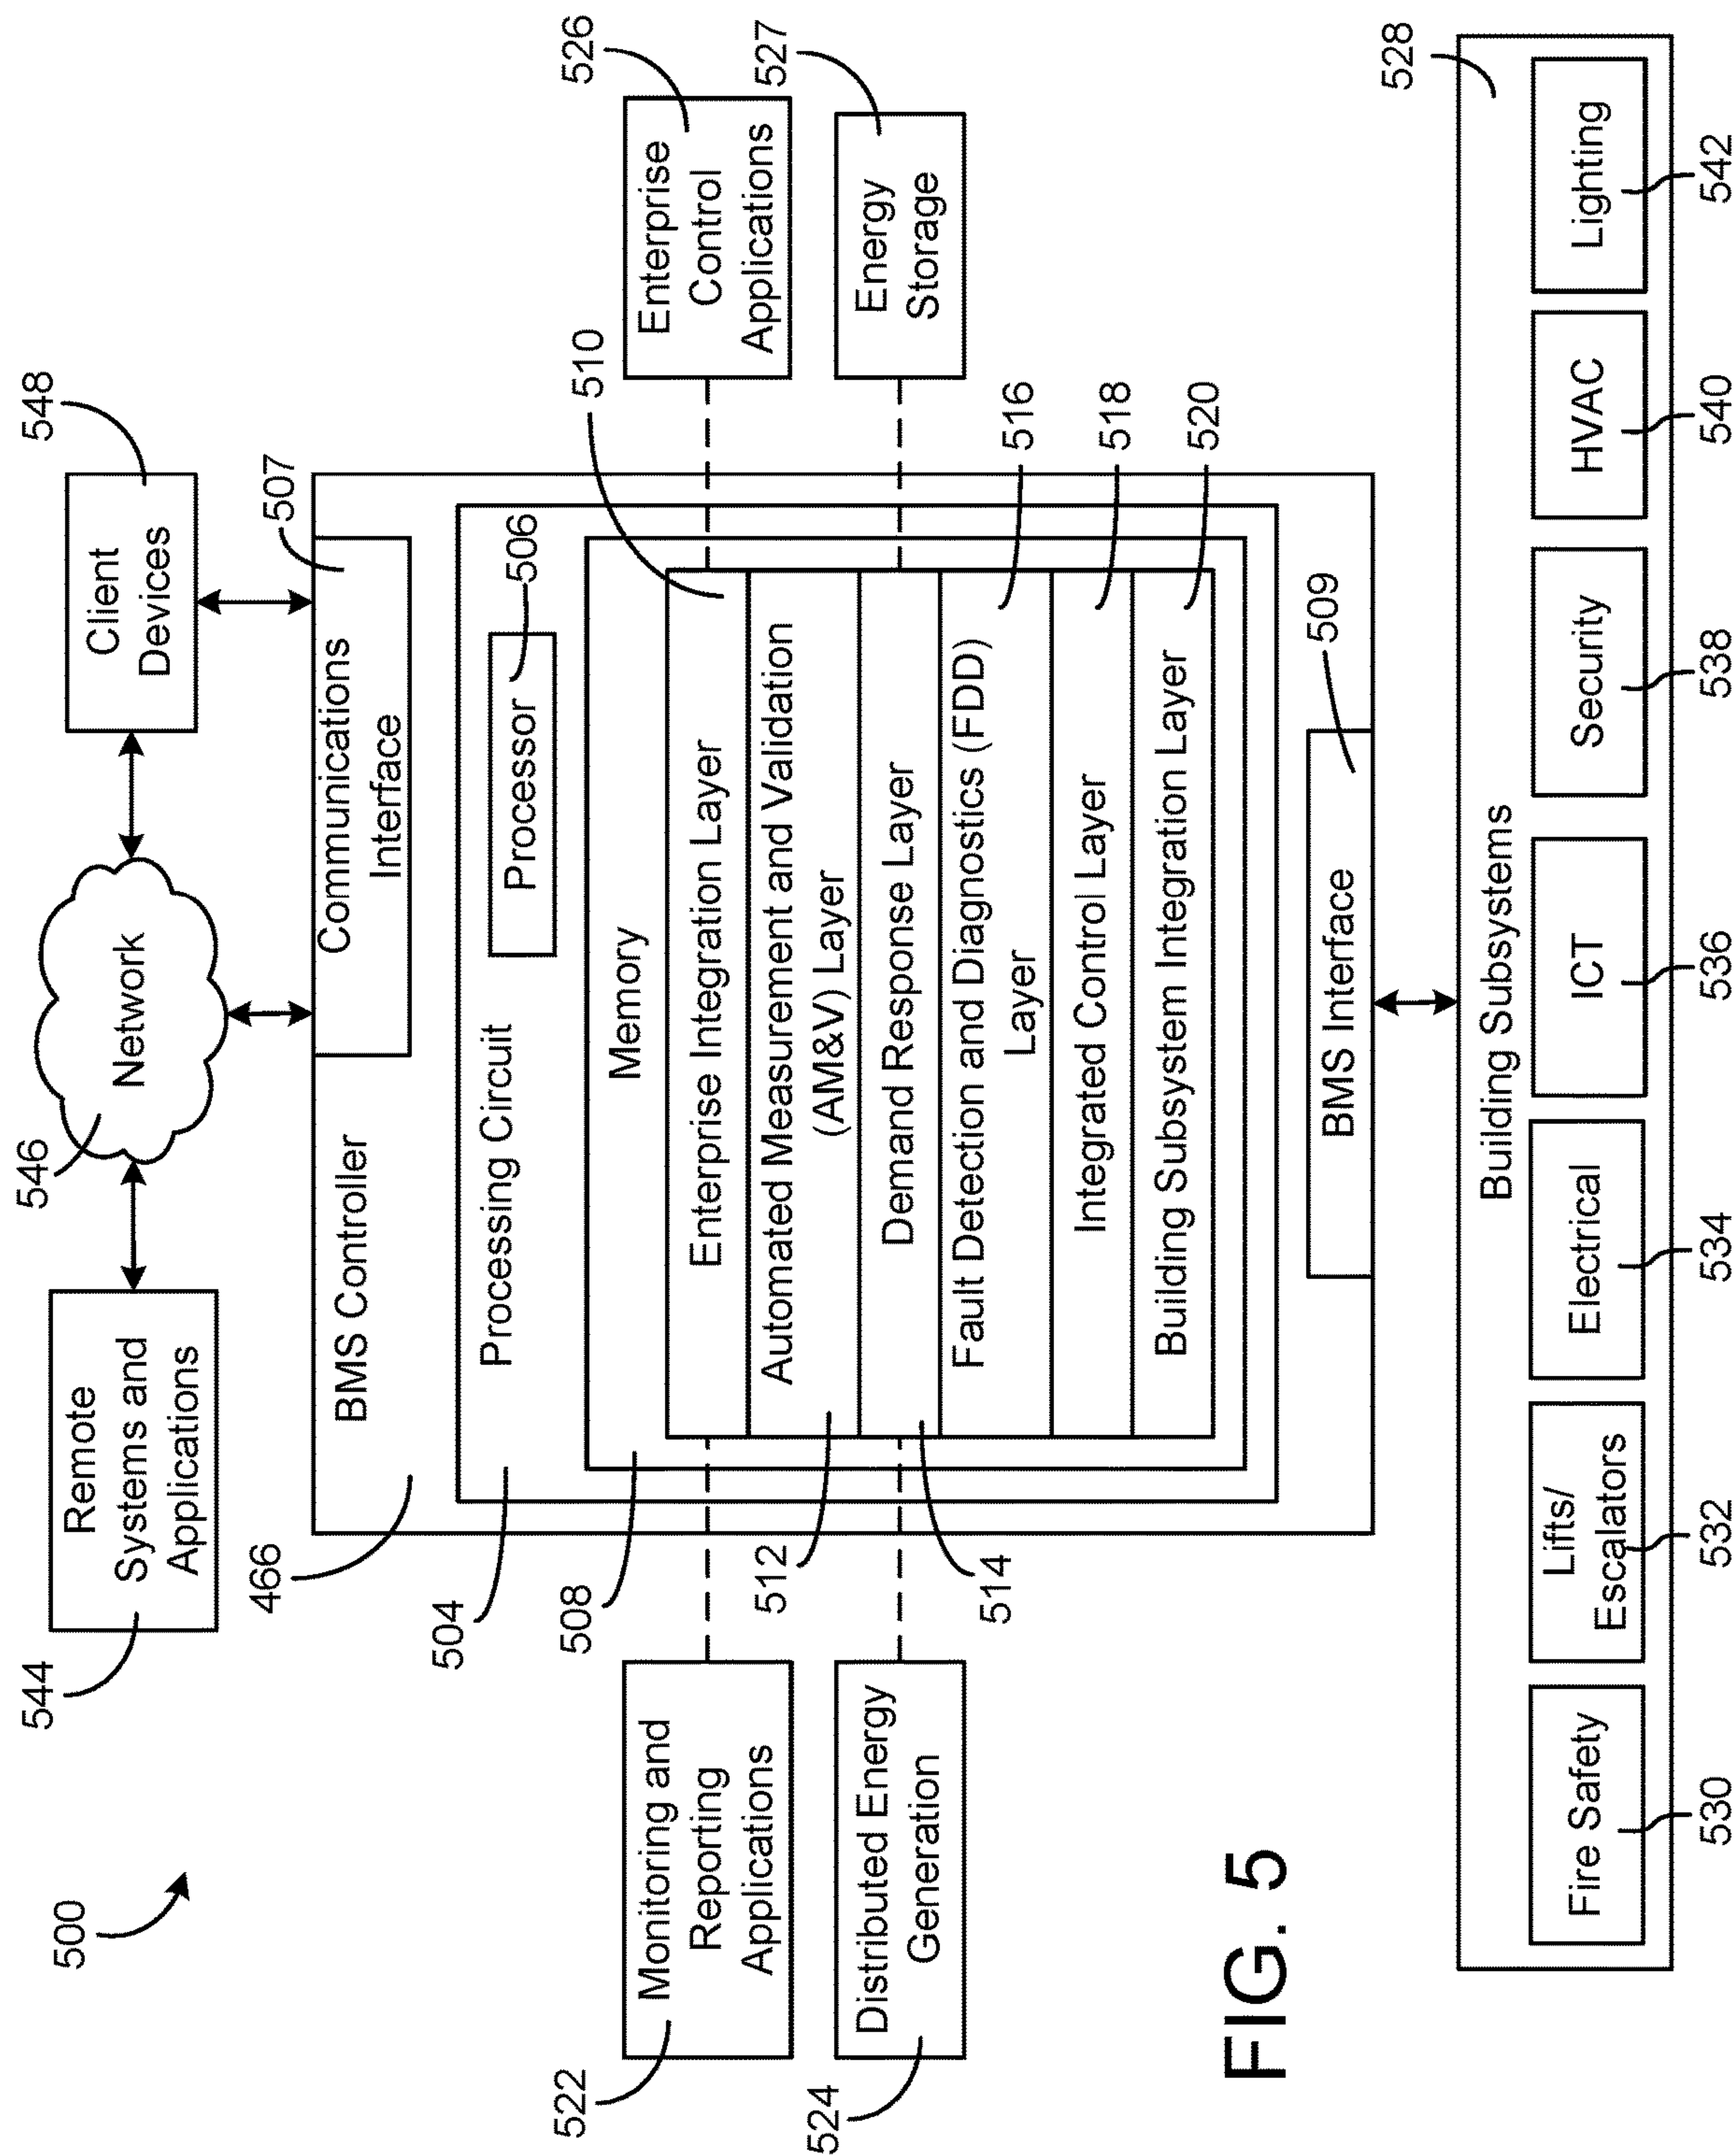 500
544
Remote
Systems and
Applications
546
Network
Client
Devices
548
466
BMS Controller
Communications
Interface
507
504
Processing Circuit
Processor
506
508
Memory
510
Enterprise Integration Layer
Automated Measurement and Validation
(AM&V) Layer
512
Demand Response Layer
514
Fault Detection and Diagnostics (FDD)
Layer
516
Integrated Control Layer
518
Building Subsystem Integration Layer
520
522
Monitoring and
Reporting
Applications
524
Distributed Energy
Generation
Enterprise
Control
Applications
526
Energy
Storage
527
BMS Interface
509
FIG. 5
Building Subsystems
528
Fire Safety
Lifts/
Escalators
Electrical
ICT
Security
HVAC
Lighting
530
532
534
536
538
540
542